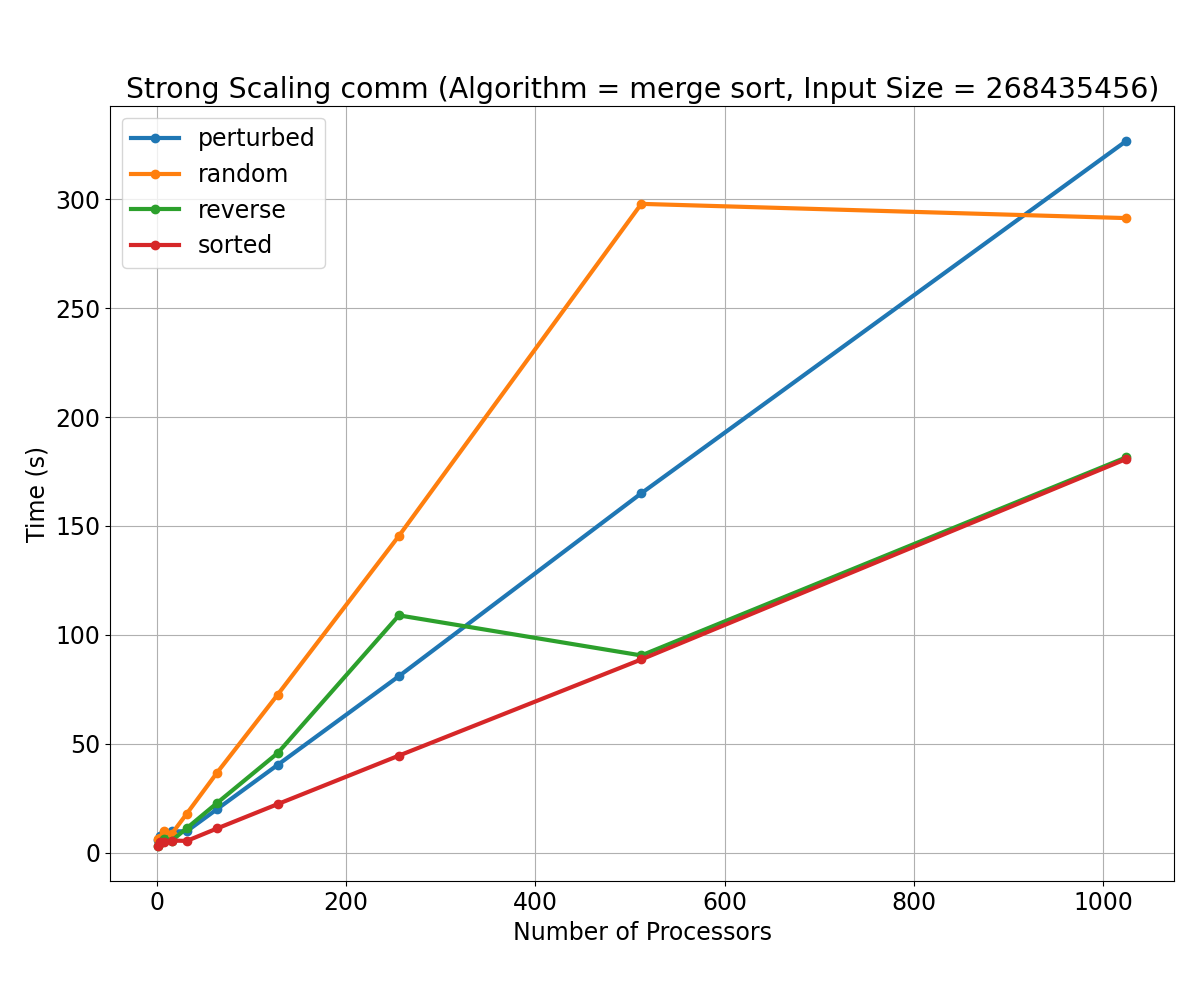 Strong Scaling comm (Algorithm = merge sort, Input Size = 268435456)
perturbed
random
reverse
sorted
300
250
200
150
100
50
0
Time (s)
0 200 400 600 800 1000
Number of Processors